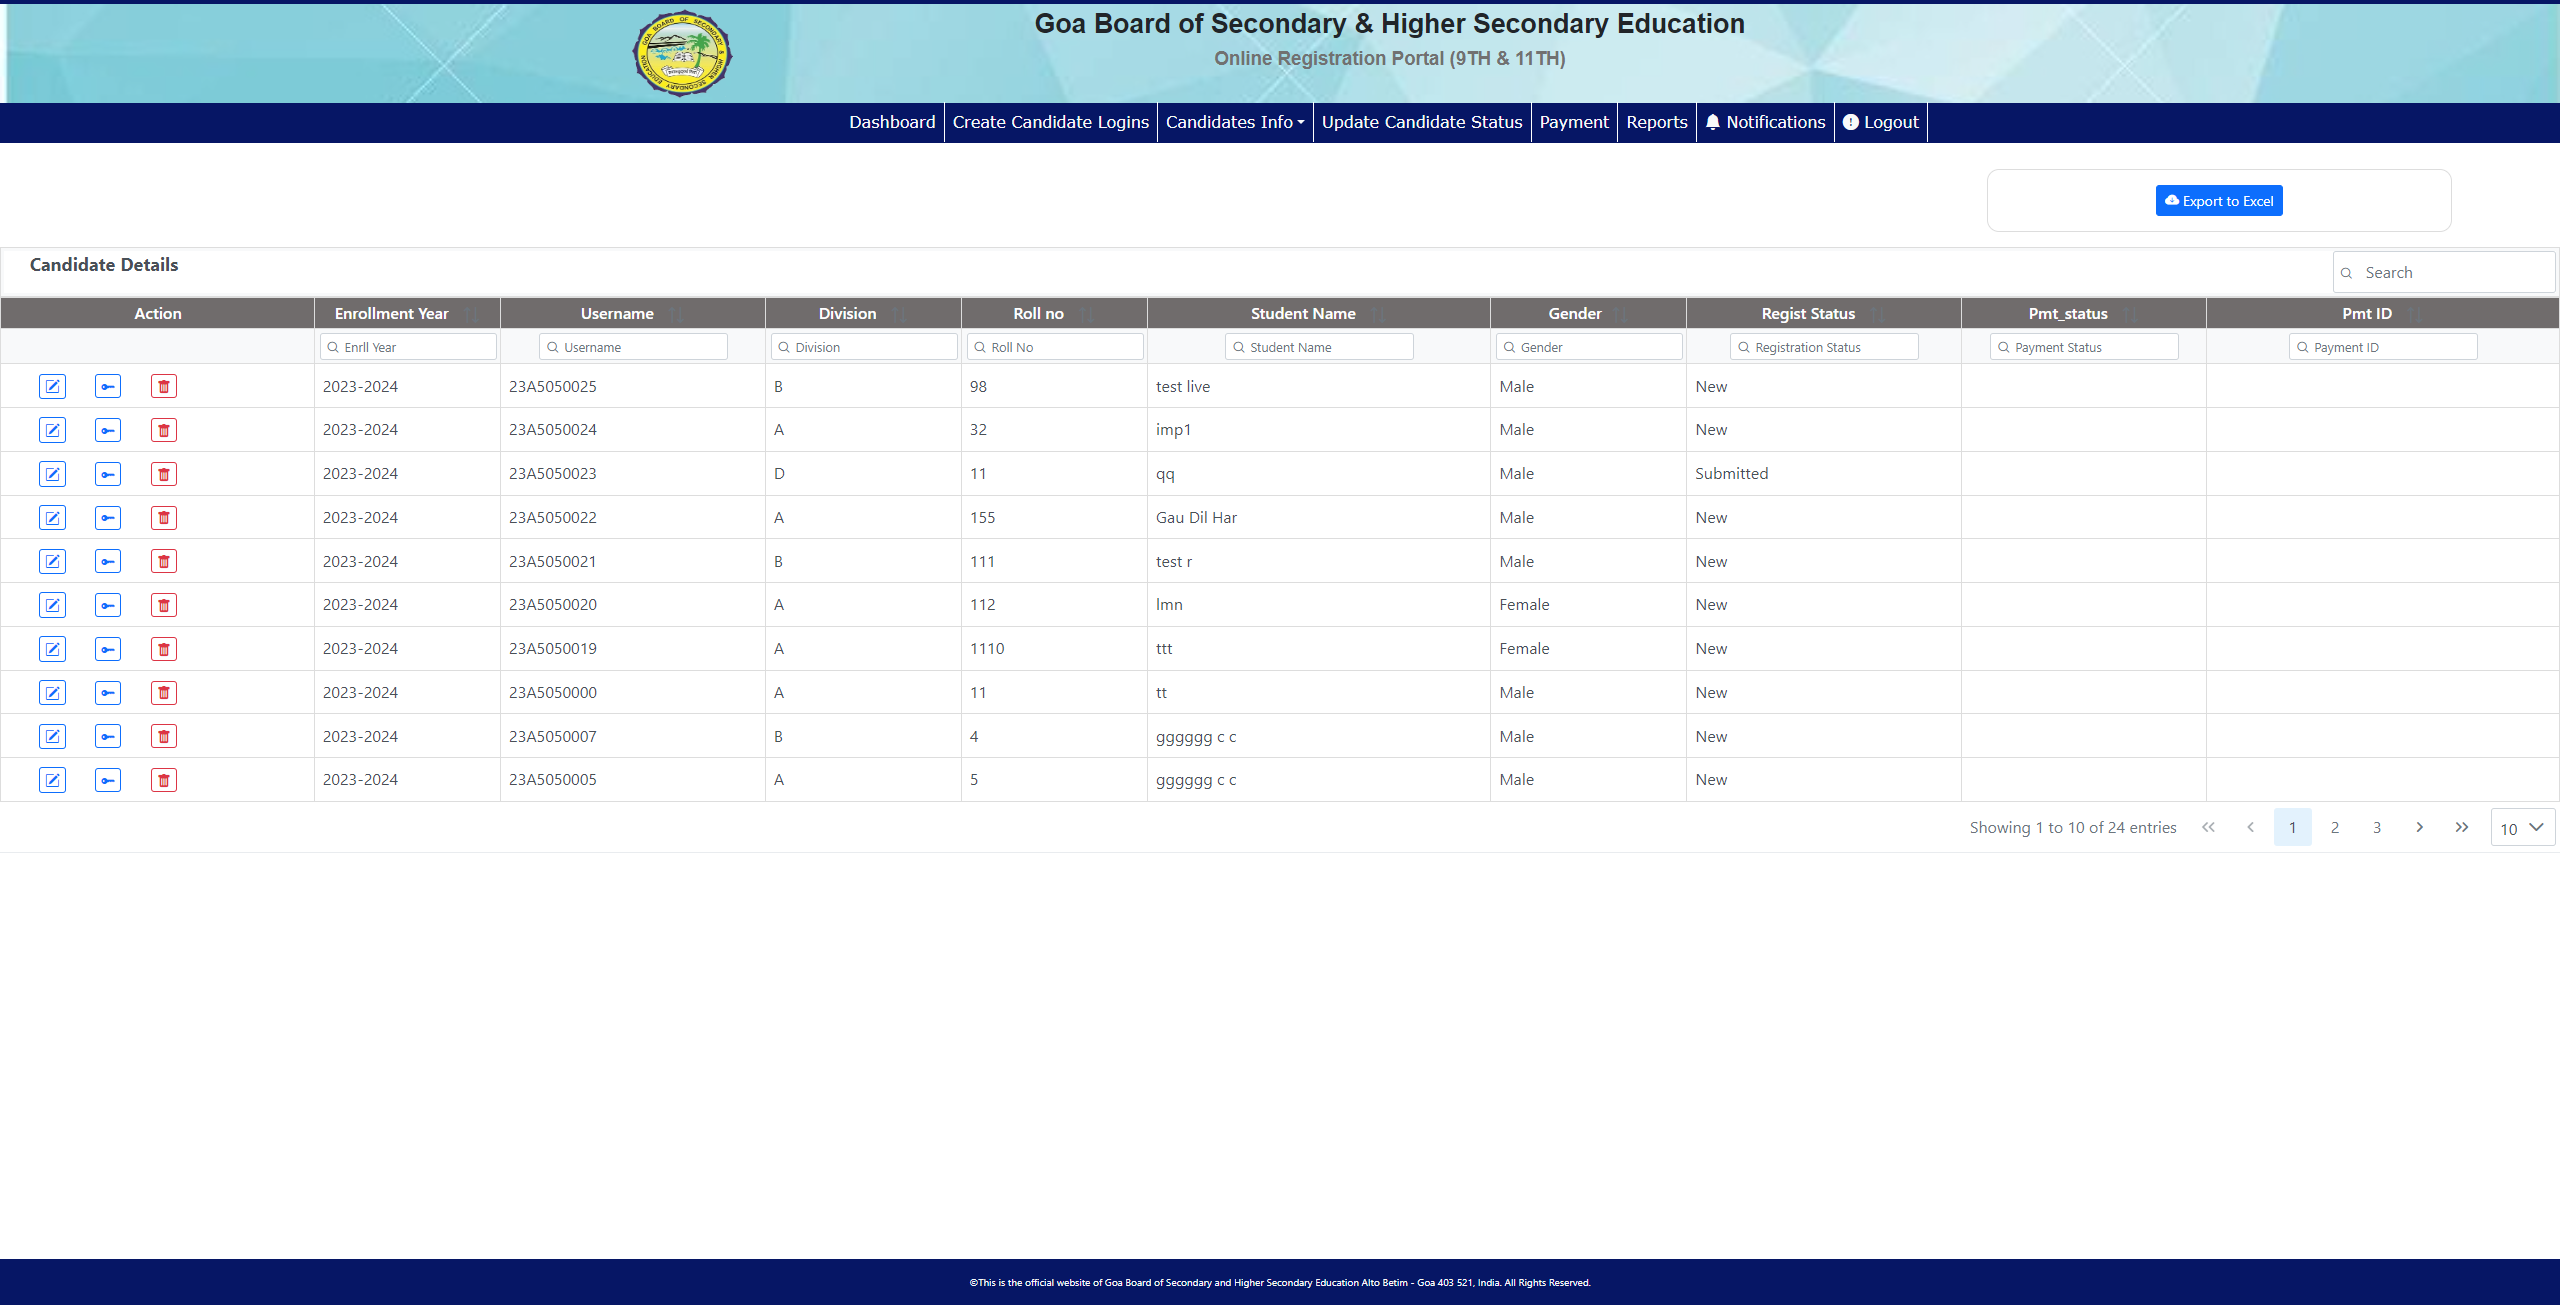 Goa Board of Secondary & Higher Secondary Education
Online Registration Portal (9TH & 11TH)
GOA BOARD OF SECONDARY & HIGHER SECONDARY EDUCATION
Dashboard Create Candidate Logins Candidates Info Update Candidate Status Payment Reports Notifications Logout
Export to Excel
Candidate Details
Search
Action Enrollment Year Username Division Roll no Student Name Gender Regist Status Pmt_status Pmt ID
Enrll Year Username Division Roll No Student Name Gender Registration Status Payment Status Payment ID
2023-2024 23A5050025 B 98 test live Male New
2023-2024 23A5050024 A 32 imp1 Male New
2023-2024 23A5050023 D 11 qq Male Submitted
2023-2024 23A5050022 A 155 Gau Dil Har Male New
2023-2024 23A5050021 B 111 test r Male New
2023-2024 23A5050020 A 112 lmn Female New
2023-2024 23A5050019 A 1110 ttt Female New
2023-2024 23A5050000 A 11 tt Male New
2023-2024 23A5050007 B 4 gggggg c c Male New
2023-2024 23A5050005 A 5 gggggg c c Male New
Showing 1 to 10 of 24 entries 1 2 3 10
©This is the official website of Goa Board of Secondary and Higher Secondary Education Alto Betim - Goa 403 521, India. All Rights Reserved.